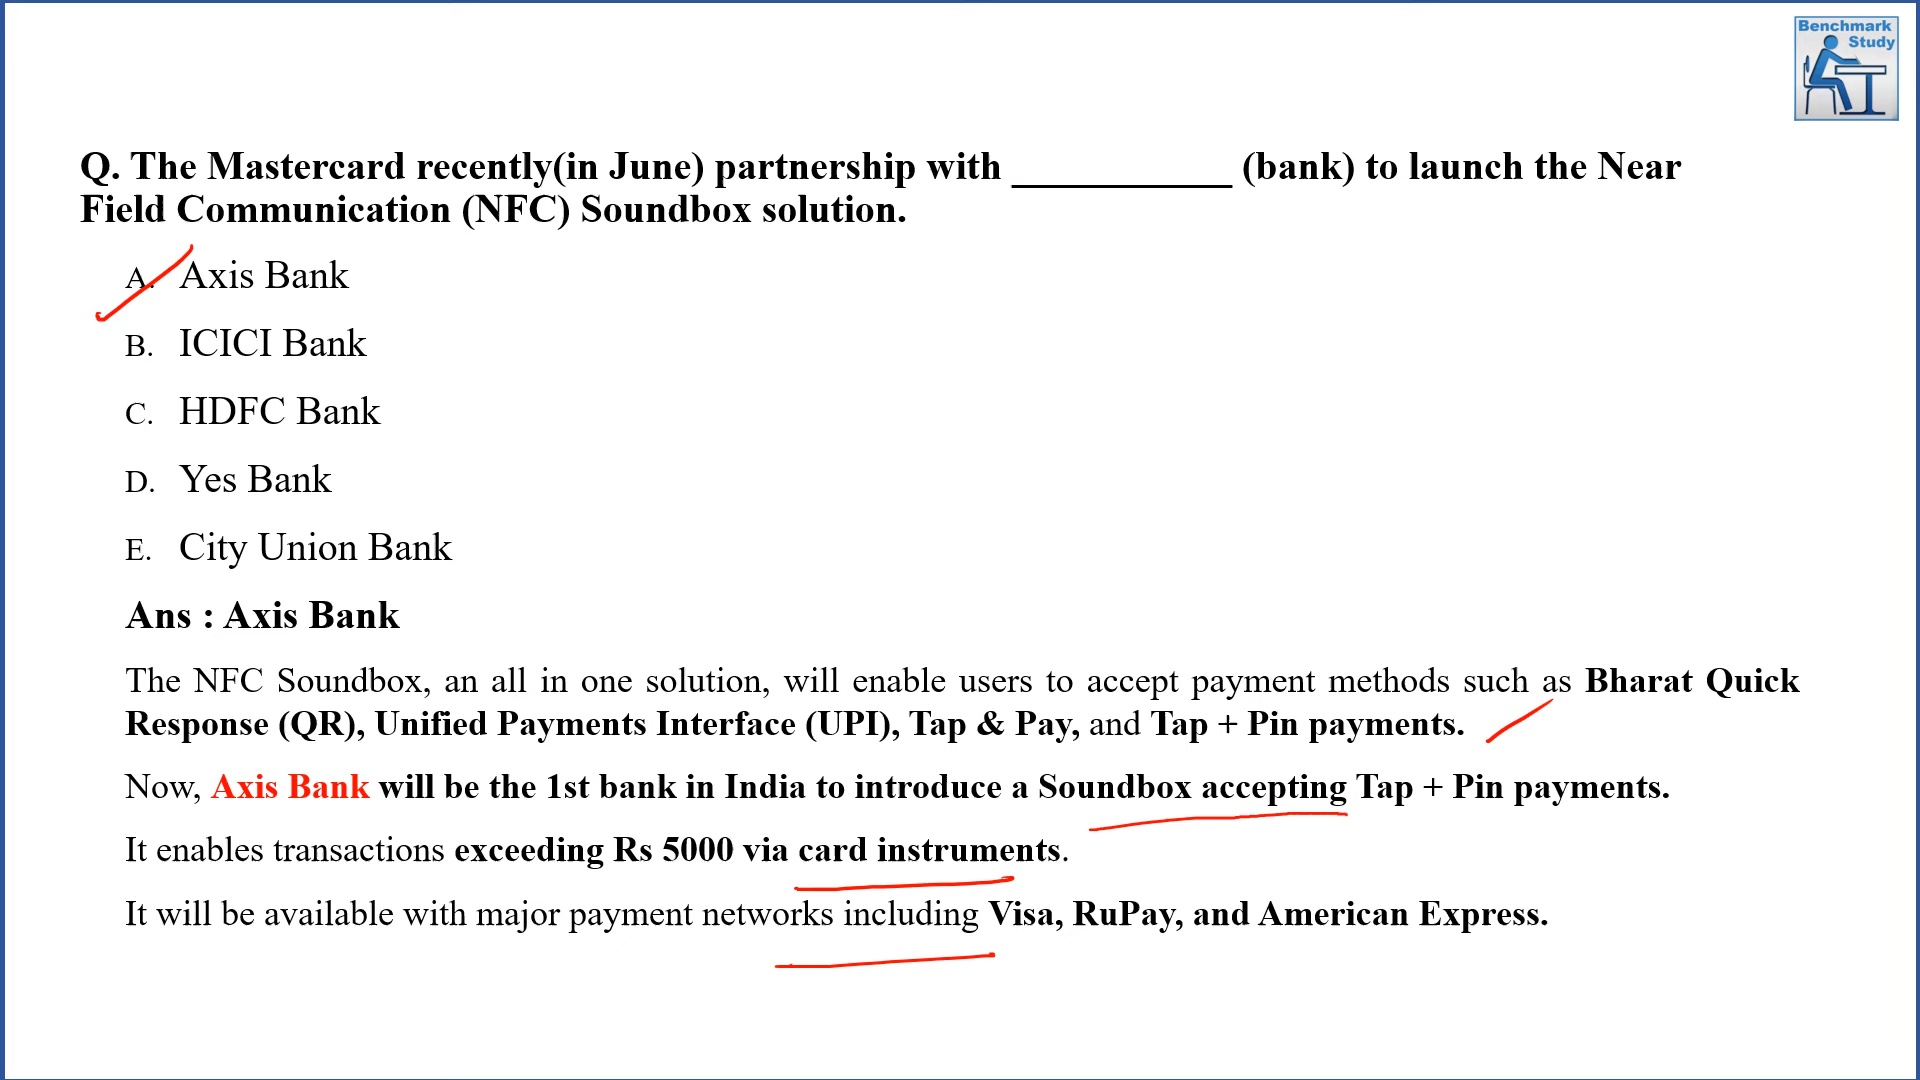 Benchmark
Study
Q. The Mastercard recently(in June) partnership with ___________ (bank) to launch the Near
Field Communication (NFC) Soundbox solution.
A. Axis Bank
B. ICICI Bank
C. HDFC Bank
D. Yes Bank
E. City Union Bank
Ans : Axis Bank
The NFC Soundbox, an all in one solution, will enable users to accept payment methods such as Bharat Quick
Response (QR), Unified Payments Interface (UPI), Tap & Pay, and Tap + Pin payments.
Now, Axis Bank will be the 1st bank in India to introduce a Soundbox accepting Tap + Pin payments.
It enables transactions exceeding Rs 5000 via card instruments.
It will be available with major payment networks including Visa, RuPay, and American Express.